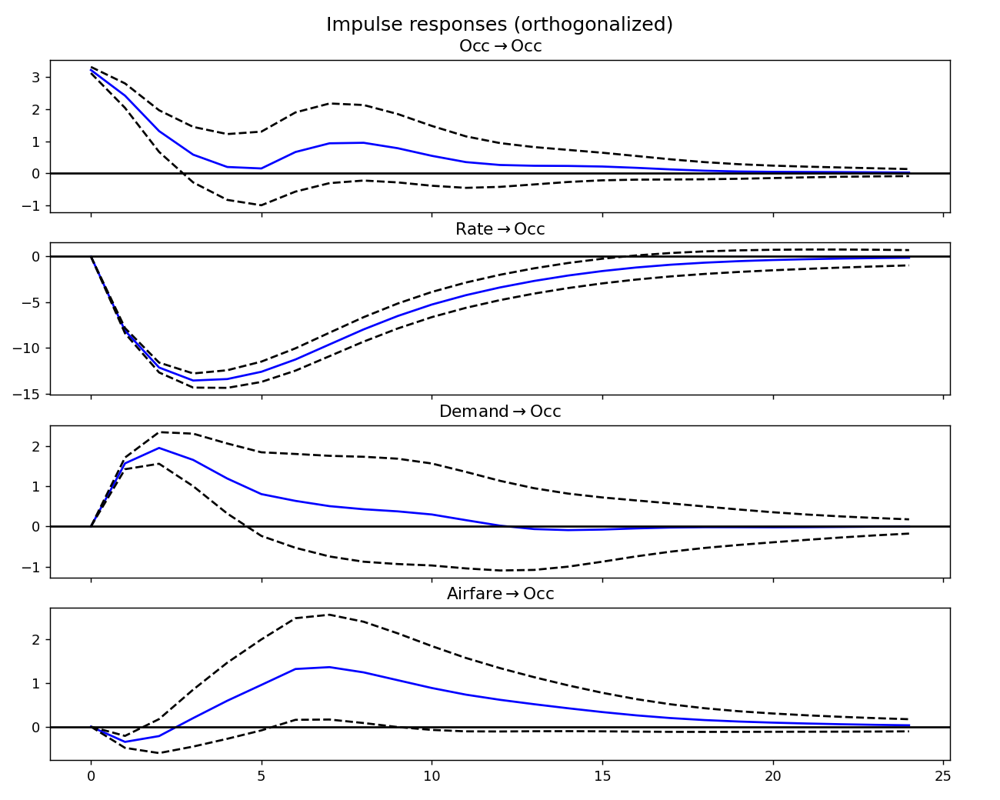 Impulse responses (orthogonalized)
Occ → Occ
3
2
1
0
−1
Rate → Occ
0
−5
−10
−15
Demand → Occ
2
1
0
−1
Airfare → Occ
2
1
0
0 5 10 15 20 25